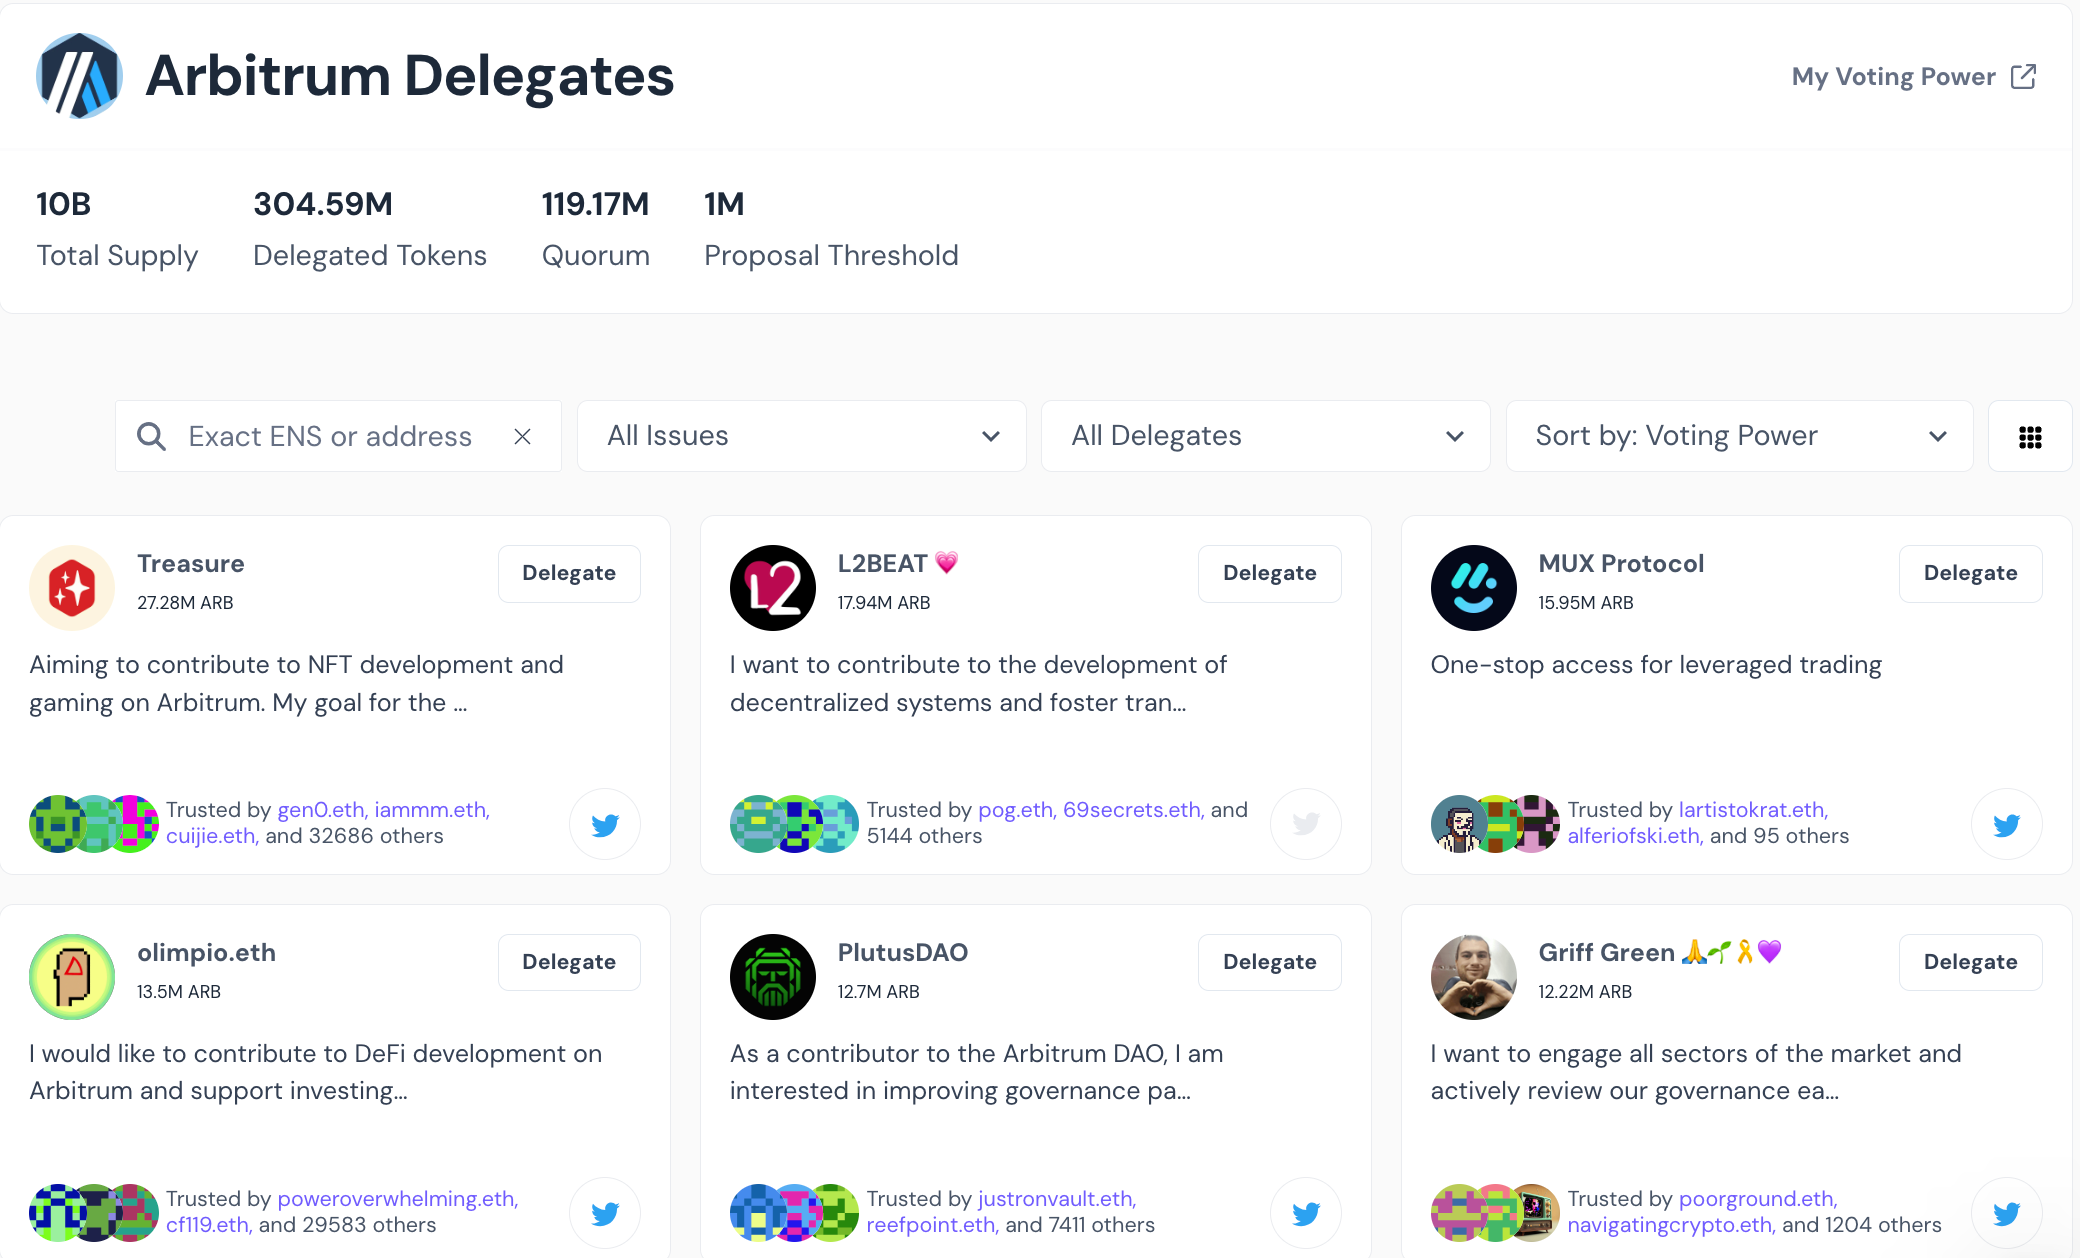 Arbitrum Delegates
My Voting Power
10B
304.59M
119.17M
1M
Total Supply
Delegated Tokens
Quorum
Proposal Threshold
Exact ENS or address
All Issues
All Delegates
Sort by: Voting Power
Treasure
27.28M ARB
Delegate
Aiming to contribute to NFT development and
gaming on Arbitrum. My goal for the ...
Trusted by gen0.eth, iammm.eth,
cuijie.eth, and 32686 others
L2
L2BEAT 💗
17.94M ARB
Delegate
I want to contribute to the development of
decentralized systems and foster tran...
Trusted by pog.eth, 69secrets.eth, and
5144 others
MUX Protocol
15.95M ARB
Delegate
One-stop access for leveraged trading
Trusted by lartistokrat.eth,
alferiofski.eth, and 95 others
olimpio.eth
13.5M ARB
Delegate
I would like to contribute to DeFi development on
Arbitrum and support investing...
Trusted by poweroverwhelming.eth,
cf119.eth, and 29583 others
PlutusDAO
12.7M ARB
Delegate
As a contributor to the Arbitrum DAO, I am
interested in improving governance pa...
Trusted by justronvault.eth,
reefpoint.eth, and 7411 others
Griff Green 🙏🌱🎗💜
12.22M ARB
Delegate
I want to engage all sectors of the market and
actively review our governance ea...
Trusted by poorground.eth,
navigatingcrypto.eth, and 1204 others